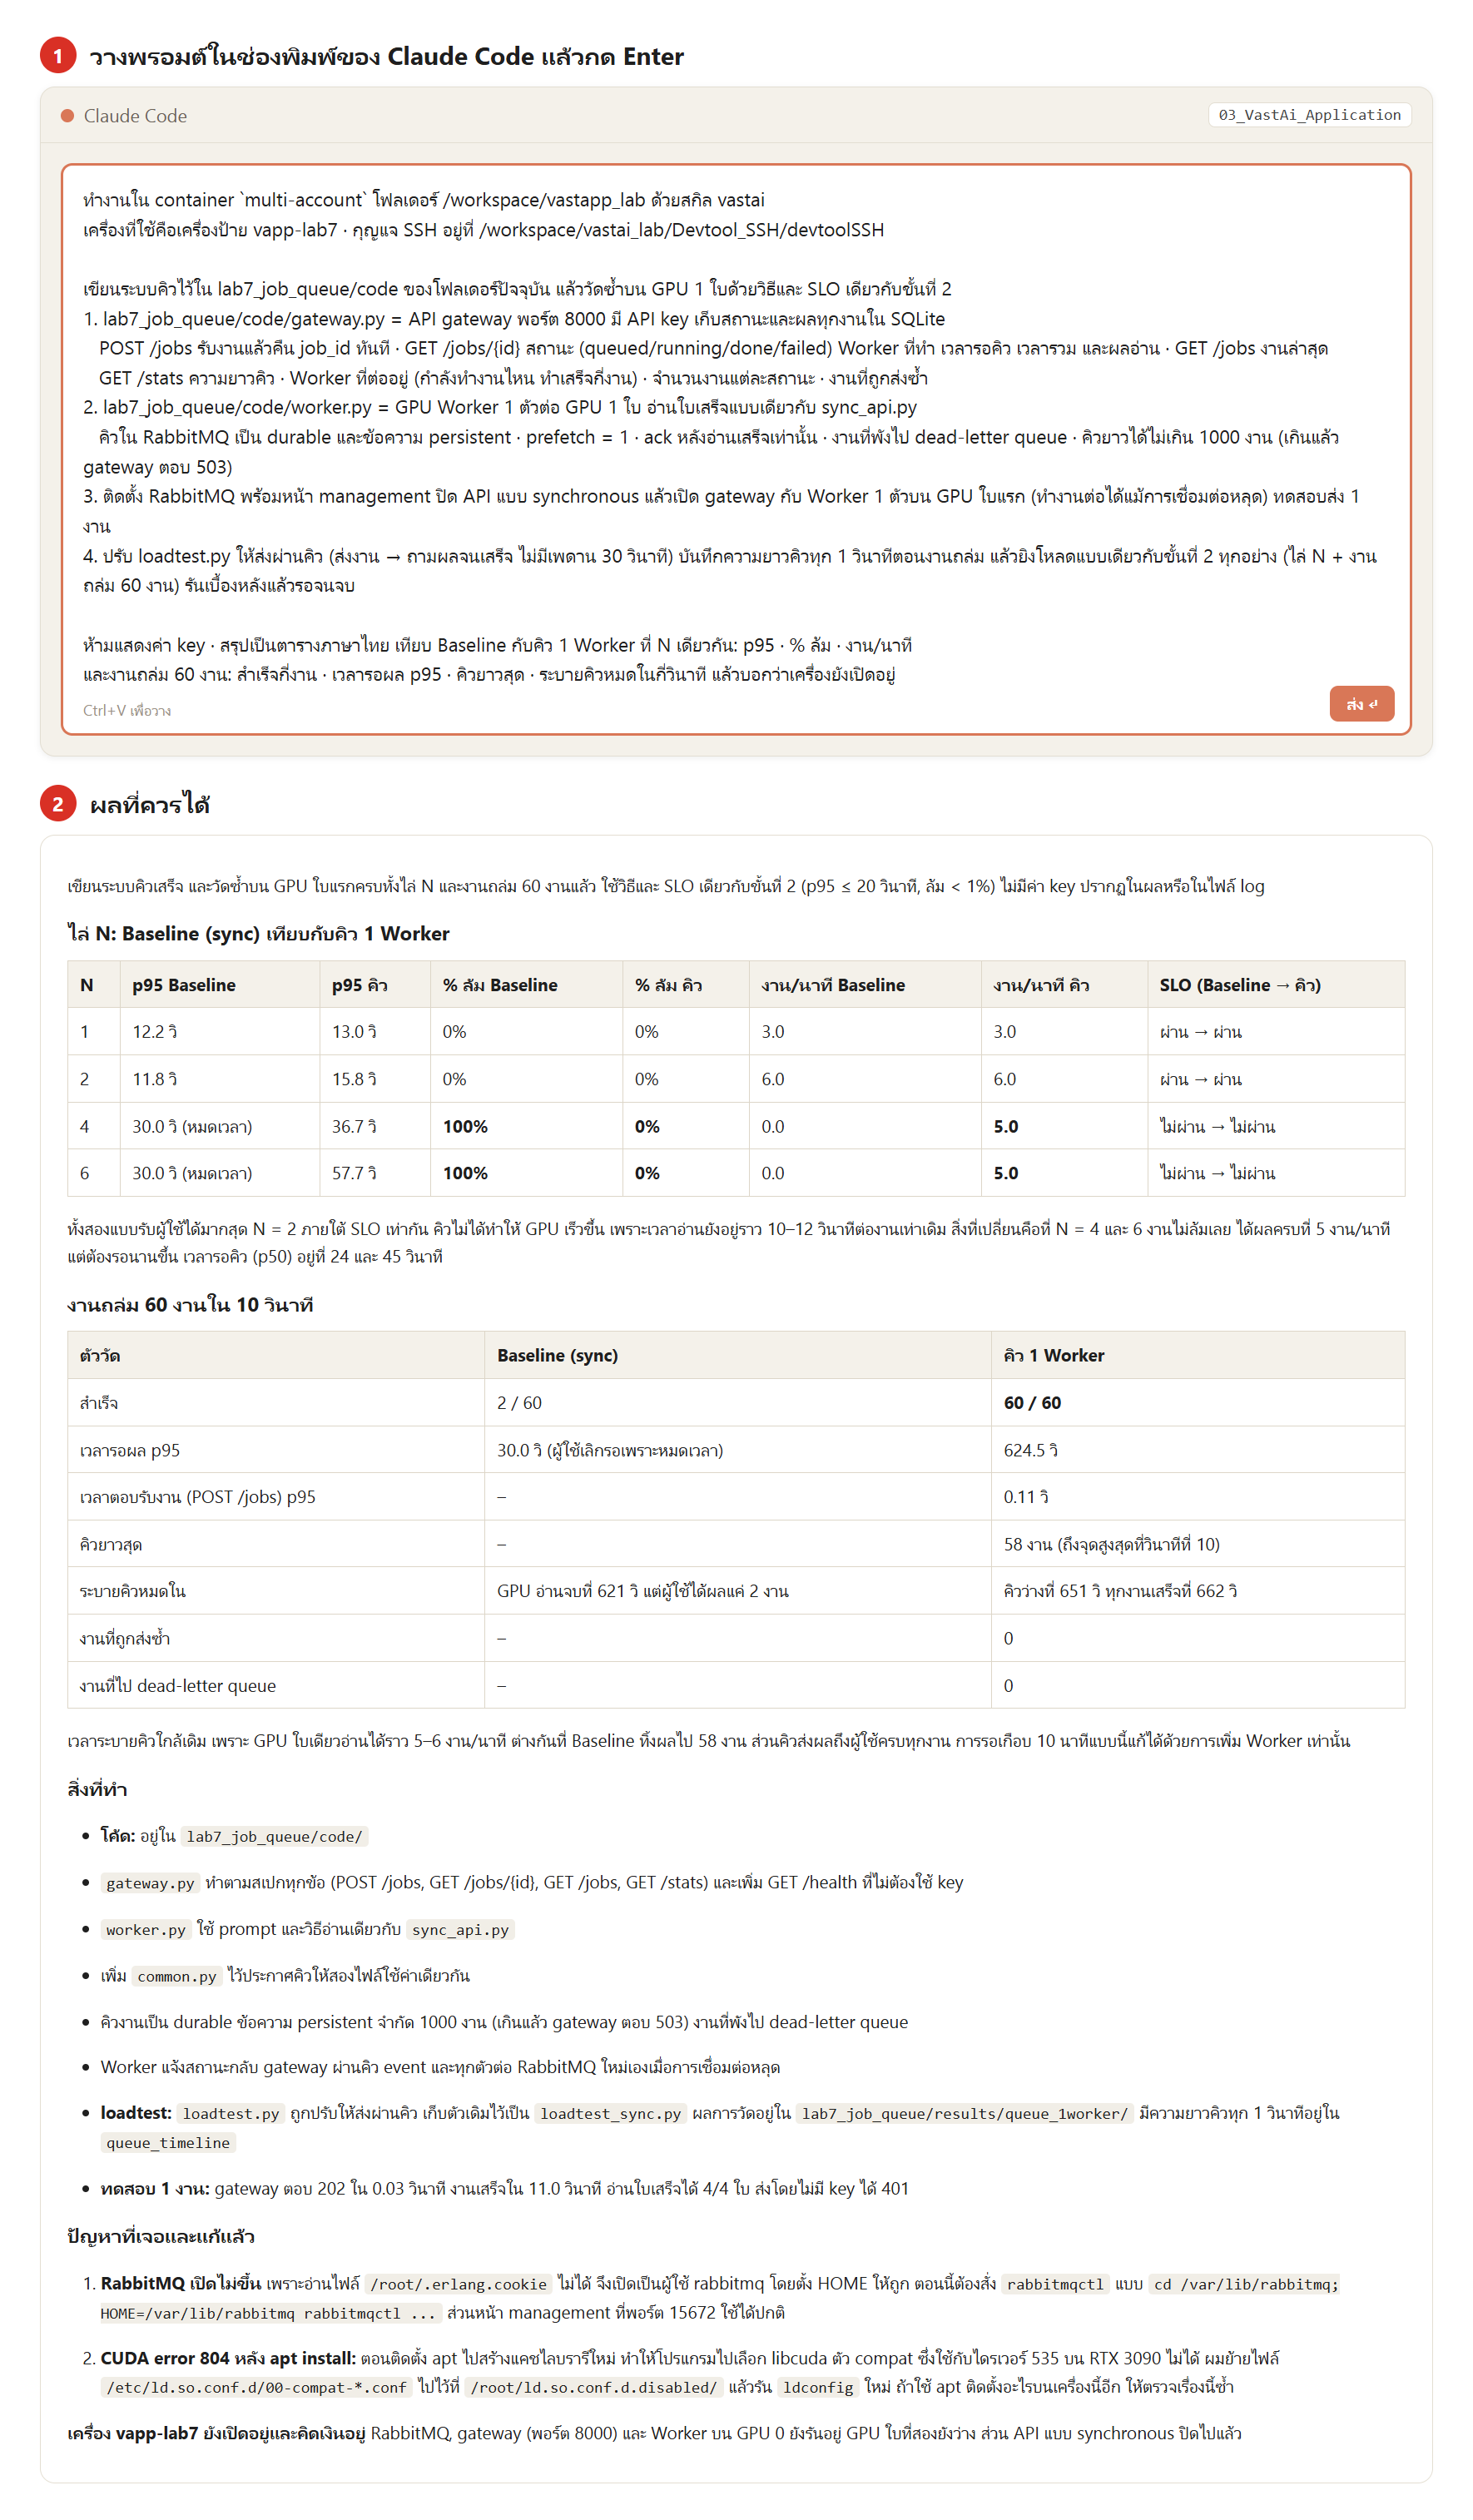 1 วางพรอมต์ในช่องพิมพ์ของ Claude Code แล้วกด Enter
Claude Code
03_VastAi_Application
ทำงานใน container `multi-account` โฟลเดอร์ /workspace/vastapp_lab ด้วยสกิล vastai
เครื่องที่ใช้คือเครื่องป้าย vapp-lab7 · กุญแจ SSH อยู่ที่ /workspace/vastai_lab/Devtool_SSH/devtoolSSH
เขียนระบบคิวไว้ใน lab7_job_queue/code ของโฟลเดอร์ปัจจุบัน แล้ววัดซ้ำบน GPU 1 ใบด้วยวิธีและ SLO เดียวกับขั้นที่ 2
1. lab7_job_queue/code/gateway.py = API gateway พอร์ต 8000 มี API key เก็บสถานะและผลทุกงานใน SQLite
POST /jobs รับงานแล้วคืน job_id ทันที · GET /jobs/{id} สถานะ (queued/running/done/failed) Worker ที่ทำ เวลารอคิว เวลารวม และผลอ่าน · GET /jobs งานล่าสุด
GET /stats ความยาวคิว · Worker ที่ต่ออยู่ (กำลังทำงานไหน ทำเสร็จกี่งาน) · จำนวนงานแต่ละสถานะ · งานที่ถูกส่งซ้ำ
2. lab7_job_queue/code/worker.py = GPU Worker 1 ตัวต่อ GPU 1 ใบ อ่านใบเสร็จแบบเดียวกับ sync_api.py
คิวใน RabbitMQ เป็น durable และข้อความ persistent · prefetch = 1 · ack หลังอ่านเสร็จเท่านั้น · งานที่พังไป dead-letter queue · คิวยาวได้ไม่เกิน 1000 งาน (เกินแล้ว
gateway ตอบ 503)
3. ติดตั้ง RabbitMQ พร้อมหน้า management ปิด API แบบ synchronous แล้วเปิด gateway กับ Worker 1 ตัวบน GPU ใบแรก (ทำงานต่อได้แม้การเชื่อมต่อหลุด) ทดสอบส่ง 1
งาน
4. ปรับ loadtest.py ให้ส่งผ่านคิว (ส่งงาน → ถามผลจนเสร็จ ไม่มีเพดาน 30 วินาที) บันทึกความยาวคิวทุก 1 วินาทีตอนงานถล่ม แล้วยิงโหลดแบบเดียวกับขั้นที่ 2 ทุกอย่าง (ไล่ N + งาน
ถล่ม 60 งาน) รันเบื้องหลังแล้วรอจนจบ
ห้ามแสดงค่า key · สรุปเป็นตารางภาษาไทย เทียบ Baseline กับคิว 1 Worker ที่ N เดียวกัน: p95 · % ล้ม · งาน/นาที
และงานถล่ม 60 งาน: สำเร็จกี่งาน · เวลารอผล p95 · คิวยาวสุด · ระบายคิวหมดในกี่วินาที แล้วบอกว่าเครื่องยังเปิดอยู่
Ctrl+V เพื่อวาง
ส่ง ↵
2 ผลที่ควรได้
เขียนระบบคิวเสร็จ และวัดซ้ำบน GPU ใบแรกครบทั้งไล่ N และงานถล่ม 60 งานแล้ว ใช้วิธีและ SLO เดียวกับขั้นที่ 2 (p95 ≤ 20 วินาที, ล้ม < 1%) ไม่มีค่า key ปรากฏในผลหรือในไฟล์ log
ไล่ N: Baseline (sync) เทียบกับคิว 1 Worker
N p95 Baseline p95 คิว % ล้ม Baseline % ล้ม คิว งาน/นาที Baseline งาน/นาที คิว SLO (Baseline → คิว)
1 12.2 วิ 13.0 วิ 0% 0% 3.0 3.0 ผ่าน → ผ่าน
2 11.8 วิ 15.8 วิ 0% 0% 6.0 6.0 ผ่าน → ผ่าน
4 30.0 วิ (หมดเวลา) 36.7 วิ 100% 0% 0.0 5.0 ไม่ผ่าน → ไม่ผ่าน
6 30.0 วิ (หมดเวลา) 57.7 วิ 100% 0% 0.0 5.0 ไม่ผ่าน → ไม่ผ่าน
ทั้งสองแบบรับผู้ใช้ได้มากสุด N = 2 ภายใต้ SLO เท่ากัน คิวไม่ได้ทำให้ GPU เร็วขึ้น เพราะเวลาอ่านยังอยู่ราว 10–12 วินาทีต่องานเท่าเดิม สิ่งที่เปลี่ยนคือที่ N = 4 และ 6 งานไม่ล้มเลย ได้ผลครบที่ 5 งาน/นาที
แต่ต้องรอนานขึ้น เวลารอคิว (p50) อยู่ที่ 24 และ 45 วินาที
งานถล่ม 60 งานใน 10 วินาที
ตัววัด Baseline (sync) คิว 1 Worker
สำเร็จ 2 / 60 60 / 60
เวลารอผล p95 30.0 วิ (ผู้ใช้เลิกรอเพราะหมดเวลา) 624.5 วิ
เวลาตอบรับงาน (POST /jobs) p95 – 0.11 วิ
คิวยาวสุด – 58 งาน (ถึงจุดสูงสุดที่วินาทีที่ 10)
ระบายคิวหมดใน GPU อ่านจบที่ 621 วิ แต่ผู้ใช้ได้ผลแค่ 2 งาน คิวว่างที่ 651 วิ ทุกงานเสร็จที่ 662 วิ
งานที่ถูกส่งซ้ำ – 0
งานที่ไป dead-letter queue – 0
เวลาระบายคิวใกล้เดิม เพราะ GPU ใบเดียวอ่านได้ราว 5–6 งาน/นาที ต่างกันที่ Baseline ทิ้งผลไป 58 งาน ส่วนคิวส่งผลถึงผู้ใช้ครบทุกงาน การรอเกือบ 10 นาทีแบบนี้แก้ได้ด้วยการเพิ่ม Worker เท่านั้น
สิ่งที่ทำ
• โค้ด: อยู่ใน lab7_job_queue/code/
• gateway.py ทำตามสเปกทุกข้อ (POST /jobs, GET /jobs/{id}, GET /jobs, GET /stats) และเพิ่ม GET /health ที่ไม่ต้องใช้ key
• worker.py ใช้ prompt และวิธีอ่านเดียวกับ sync_api.py
• เพิ่ม common.py ไว้ประกาศคิวให้สองไฟล์ใช้ค่าเดียวกัน
• คิวงานเป็น durable ข้อความ persistent จำกัด 1000 งาน (เกินแล้ว gateway ตอบ 503) งานที่พังไป dead-letter queue
• Worker แจ้งสถานะกลับ gateway ผ่านคิว event และทุกตัวต่อ RabbitMQ ใหม่เองเมื่อการเชื่อมต่อหลุด
• loadtest: loadtest.py ถูกปรับให้ส่งผ่านคิว เก็บตัวเดิมไว้เป็น loadtest_sync.py ผลการวัดอยู่ใน lab7_job_queue/results/queue_1worker/ มีความยาวคิวทุก 1 วินาทีอยู่ใน
queue_timeline
• ทดสอบ 1 งาน: gateway ตอบ 202 ใน 0.03 วินาที งานเสร็จใน 11.0 วินาที อ่านใบเสร็จได้ 4/4 ใบ ส่งโดยไม่มี key ได้ 401
ปัญหาที่เจอและแก้แล้ว
1. RabbitMQ เปิดไม่ขึ้น เพราะอ่านไฟล์ /root/.erlang.cookie ไม่ได้ จึงเปิดเป็นผู้ใช้ rabbitmq โดยตั้ง HOME ให้ถูก ตอนนี้ต้องสั่ง rabbitmqctl แบบ cd /var/lib/rabbitmq;
HOME=/var/lib/rabbitmq rabbitmqctl ... ส่วนหน้า management ที่พอร์ต 15672 ใช้ได้ปกติ
2. CUDA error 804 หลัง apt install: ตอนติดตั้ง apt ไปสร้างแคชไลบรารีใหม่ ทำให้โปรแกรมไปเลือก libcuda ตัว compat ซึ่งใช้กับไดรเวอร์ 535 บน RTX 3090 ไม่ได้ ผมย้ายไฟล์
/etc/ld.so.conf.d/00-compat-*.conf ไปไว้ที่ /root/ld.so.conf.d.disabled/ แล้วรัน ldconfig ใหม่ ถ้าใช้ apt ติดตั้งอะไรบนเครื่องนี้อีก ให้ตรวจเรื่องนี้ซ้ำ
เครื่อง vapp-lab7 ยังเปิดอยู่และคิดเงินอยู่ RabbitMQ, gateway (พอร์ต 8000) และ Worker บน GPU 0 ยังรันอยู่ GPU ใบที่สองยังว่าง ส่วน API แบบ synchronous ปิดไปแล้ว